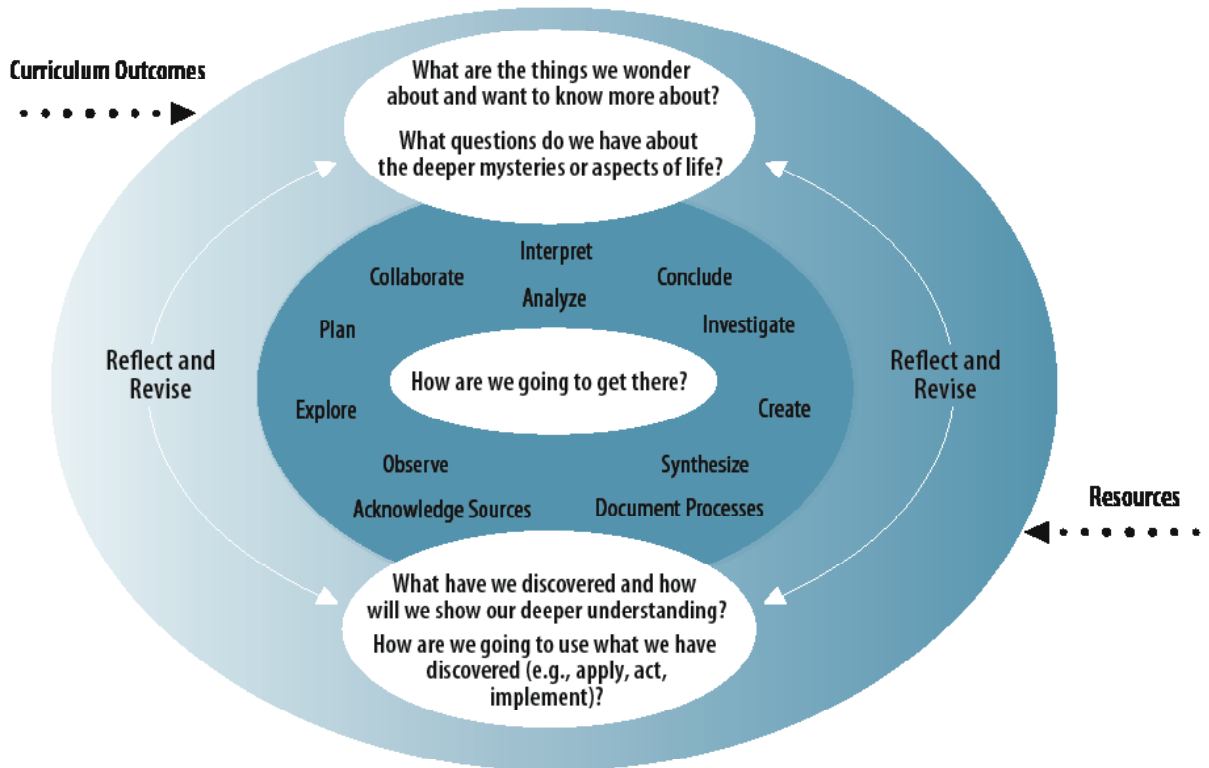 Curriculum Outcomes
What are the things we wonder
about and want to know more about?
What questions do we have about
the deeper mysteries or aspects of life?
Interpret
Collaborate
Conclude
Analyze
Plan
Investigate
Reflect and
Revise
How are we going to get there?
Reflect and
Revise
Explore
Create
Observe
Synthesize
Acknowledge Sources
Document Processes
Resources
What have we discovered and how
will we show our deeper understanding?
How are we going to use what we have
discovered (e.g., apply, act,
implement)?